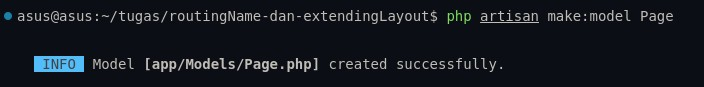 asus@asus:~/tugas/routingName-dan-extendingLayout$ php artisan make:model Page
INFO Model [app/Models/Page.php] created successfully.